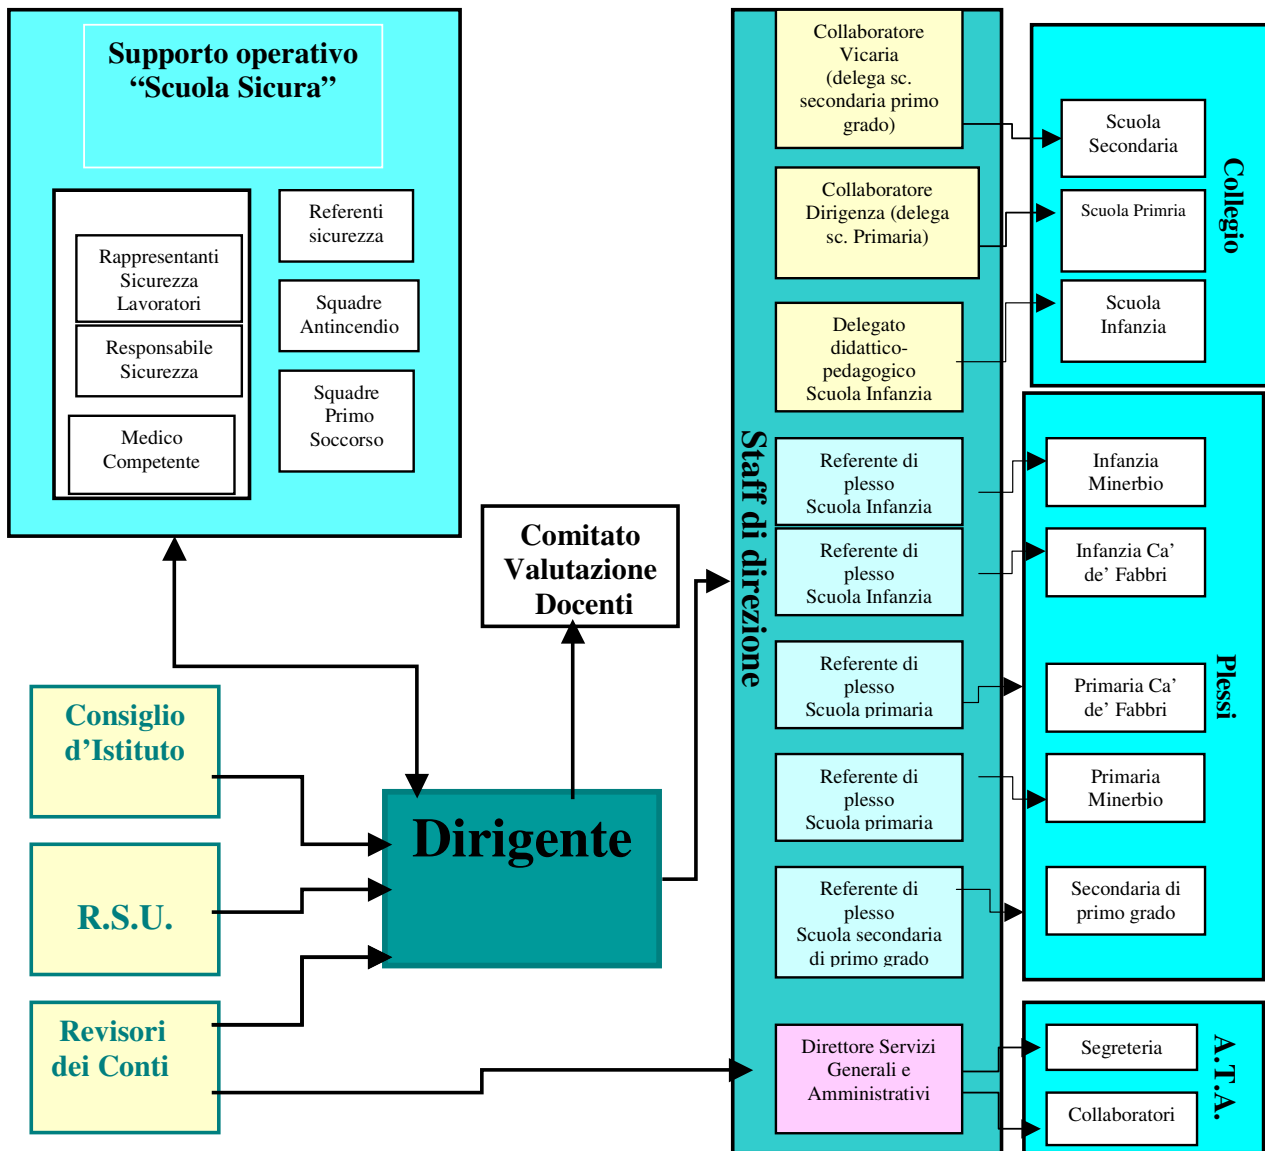 Supporto operativo
“Scuola Sicura”
Rappresentanti
Sicurezza
Lavoratori
Responsabile
Sicurezza
Medico
Competente
Referenti
sicurezza
Squadre
Antincendio
Squadre
Primo
Soccorso
Comitato
Valutazione
Docenti
Consiglio
d’Istituto
R.S.U.
Revisori
dei Conti
Dirigente
Staff di direzione
Collaboratore
Vicaria
(delega sc.
secondaria primo
grado)
Collaboratore
Dirigenza (delega
sc. Primaria)
Delegato
didattico-
pedagogico
Scuola Infanzia
Referente di
plesso
Scuola Infanzia
Referente di
plesso
Scuola Infanzia
Referente di
plesso
Scuola primaria
Referente di
plesso
Scuola primaria
Referente di
plesso
Scuola secondaria
di primo grado
Direttore Servizi
Generali e
Amministrativi
Collegio
Scuola
Secondaria
Scuola Primria
Scuola
Infanzia
Plessi
Infanzia
Minerbio
Infanzia Ca’
de’ Fabbri
Primaria Ca’
de’ Fabbri
Primaria
Minerbio
Secondaria di
primo grado
A.T.A.
Segreteria
Collaboratori